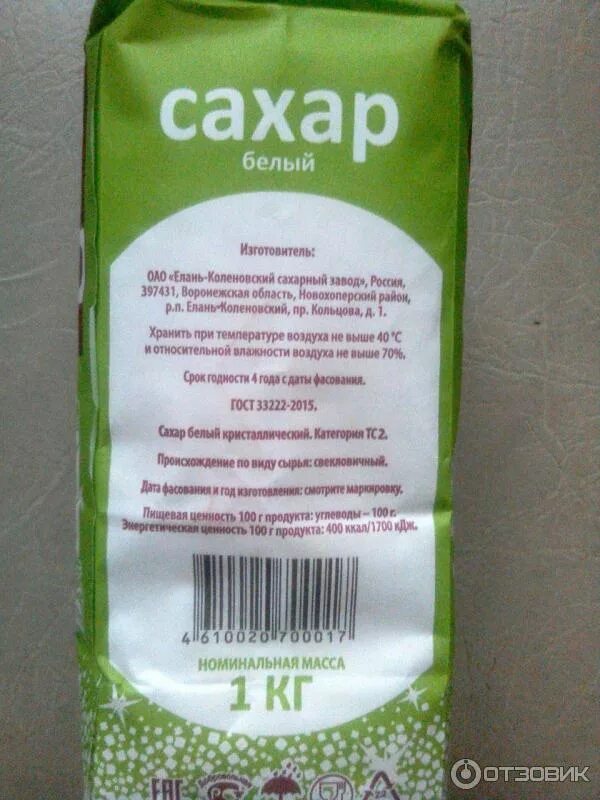 сахар
белый
Изготовитель:
ОАО «Елань-Коленовский сахарный завод», Россия,
397431, Воронежская область, Новохоперский район,
р.п. Елань-Коленовский, пр. Кольцова, д. 1.
Хранить при температуре воздуха не выше 40 °С
и относительной влажности воздуха не выше 70%.
Срок годности 4 года с даты фасования.
ГОСТ 33222-2015.
Сахар белый кристаллический. Категория ТС2.
Происхождение по виду сырья: свекловичный.
Дата фасования и год изготовления: смотрите маркировку.
Пищевая ценность 100 г продукта: углеводы – 100 г.
Энергетическая ценность 100 г продукта: 400 ккал/1700 кДж.
4 610020 700017
НОМИНАЛЬНАЯ МАССА
1 КГ
ЕАС
Добровольная
ОТЗОВИК